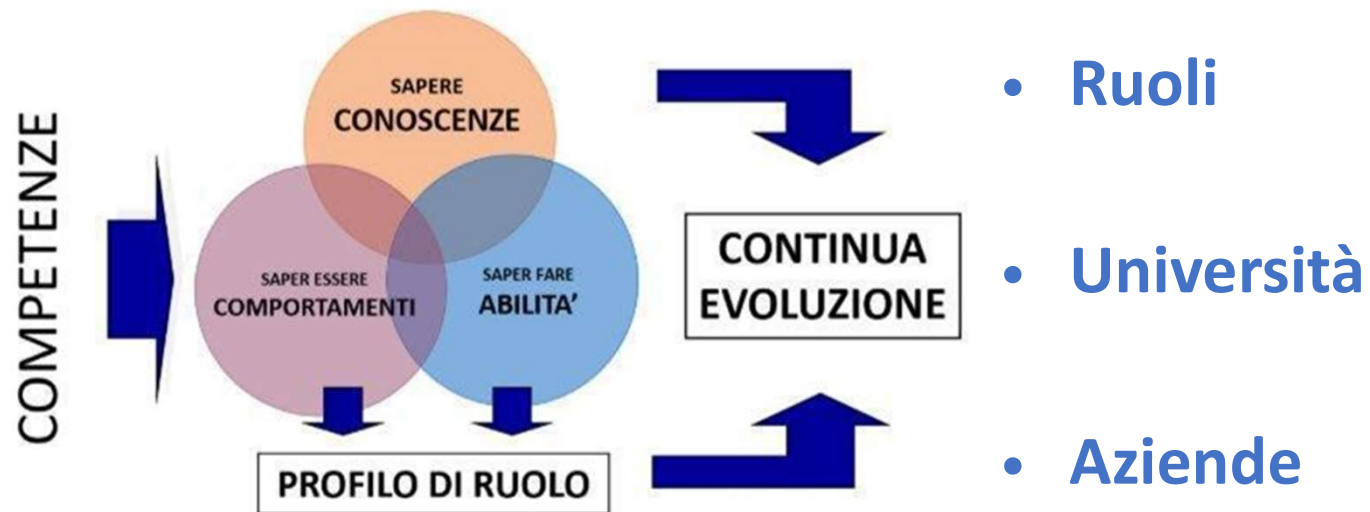 COMPETENZE
SAPERE
CONOSCENZE
SAPER ESSERE
COMPORTAMENTI
SAPER FARE
ABILITA’
PROFILO DI RUOLO
CONTINUA
EVOLUZIONE
• Ruoli
• Università
• Aziende